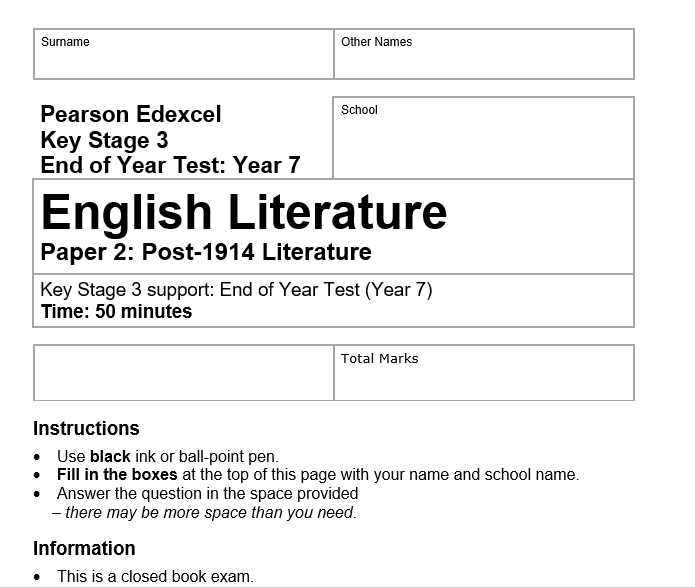 Surname
Other Names
Pearson Edexcel
Key Stage 3
End of Year Test: Year 7
School
English Literature
Paper 2: Post-1914 Literature
Key Stage 3 support: End of Year Test (Year 7)
Time: 50 minutes
Total Marks
Instructions
• Use black ink or ball-point pen.
• Fill in the boxes at the top of this page with your name and school name.
• Answer the question in the space provided
– there may be more space than you need.
Information
• This is a closed book exam.